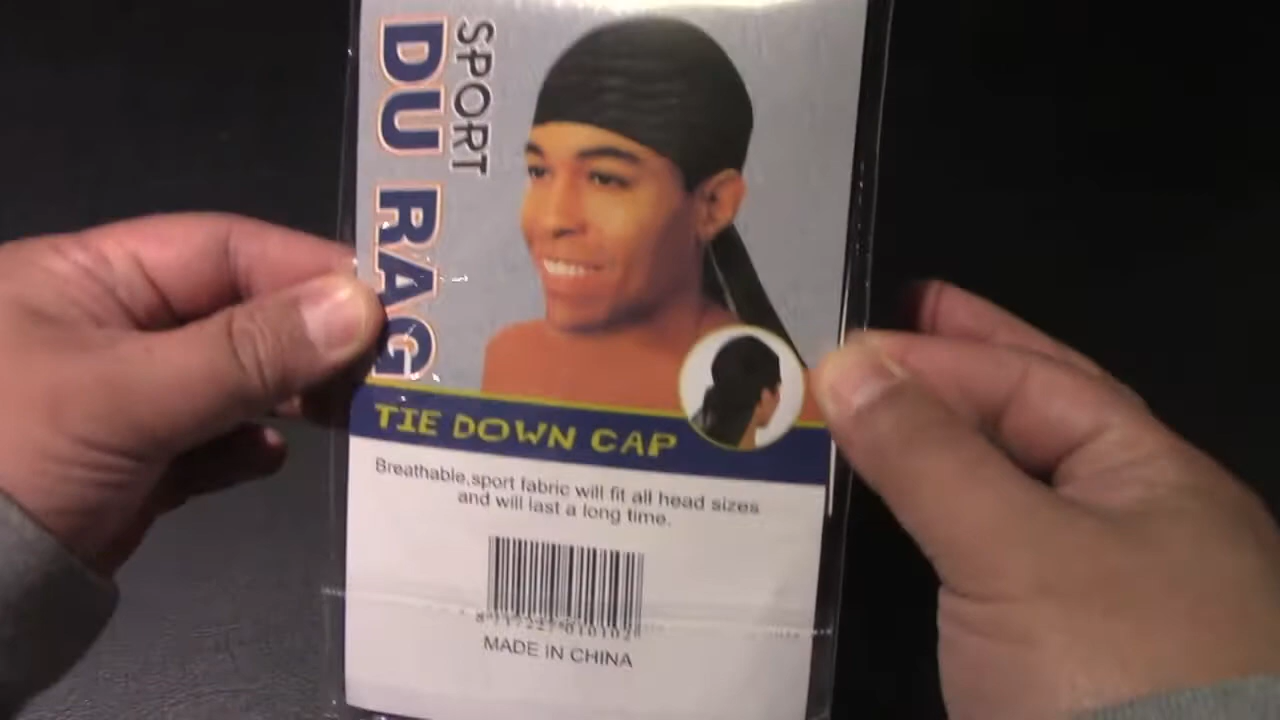 SPORT
DU RAG
TIE DOWN CAP
Breathable,sport fabric will fit all head sizes
and will last a long time.
MADE IN CHINA